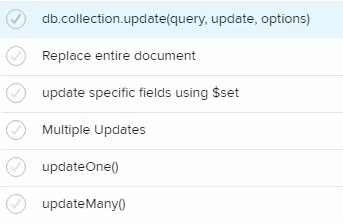 db.collection.update(query, update, options)
Replace entire document
update specific fields using $set
Multiple Updates
updateOne()
updateMany()